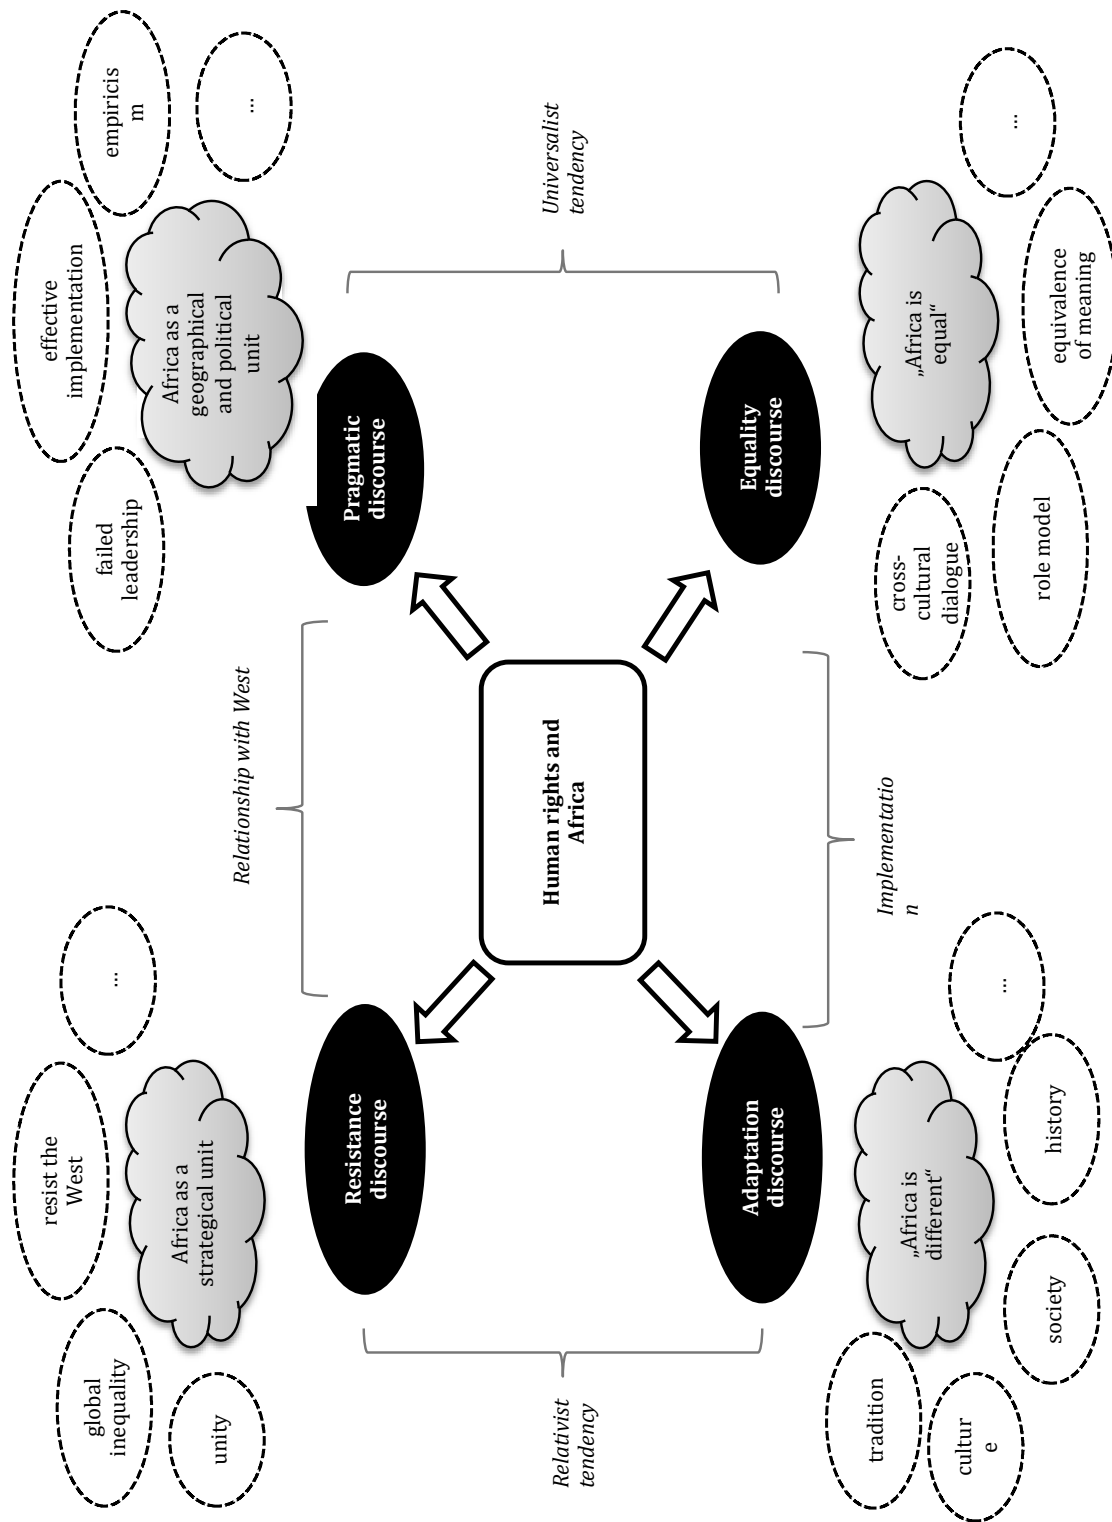 resist the
West
global
inequality
unity
...
Africa as a
strategical unit
effective
implementation
empiricis
m
failed
leadership
...
Africa as a
geographical
and political
unit
Relationship with West
Resistance
discourse
Pragmatic
discourse
Relativist
tendency
Human rights and
Africa
Universalist
tendency
Adaptation
discourse
Equality
discourse
Implementatio
n
„Africa is
different“
tradition
cultur
e
society
history
...
„Africa is
equal“
cross-
cultural
dialogue
role model
equivalence
of meaning
...